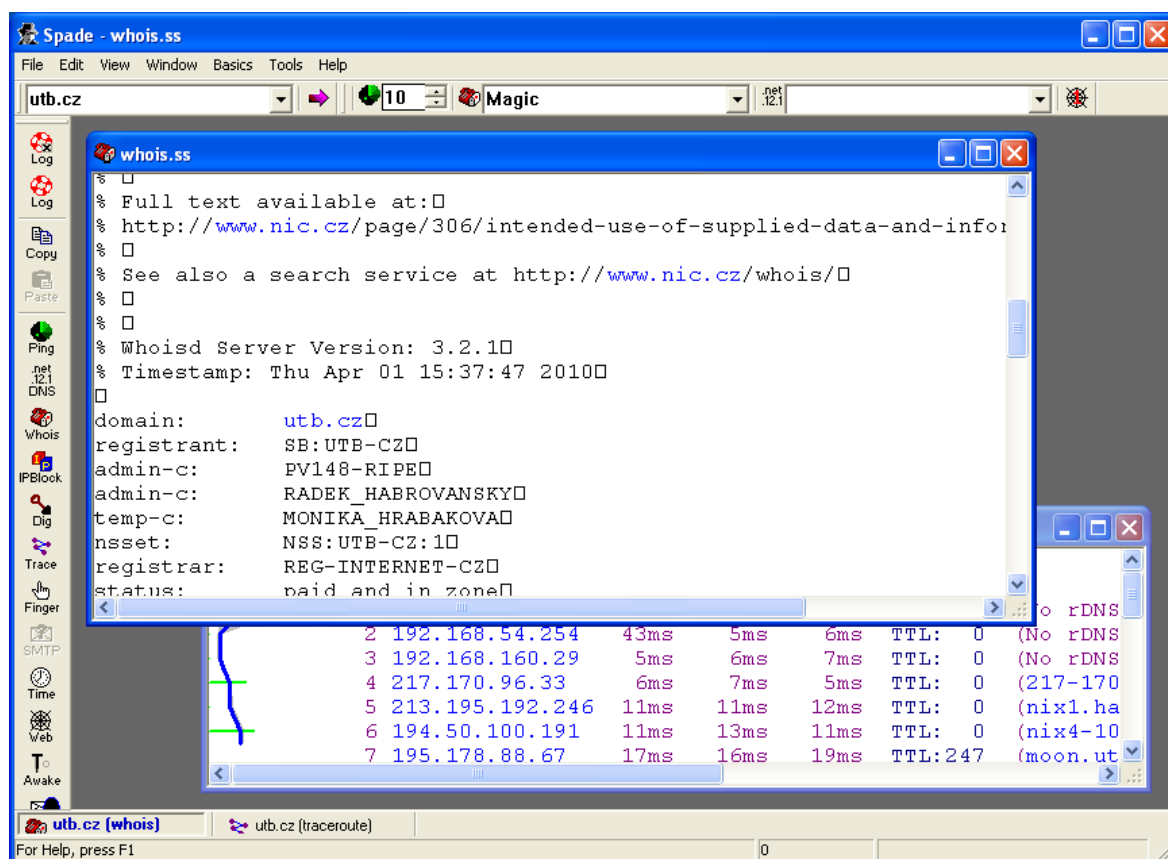 Spade - whois.ss
File Edit View Window Basics Tools Help
utb.cz 10 Magic .net .12.1
Log
Log
Copy
Paste
Ping
.net .12.1 DNS
Whois
IP
IPBlock
Dig
Trace
Finger
SMTP
Time
Web
Awake
whois.ss
% □
% Full text available at:□
% http://www.nic.cz/page/306/intended-use-of-supplied-data-and-infor
% □
% See also a search service at http://www.nic.cz/whois/□
% □
% □
% Whoisd Server Version: 3.2.1□
% Timestamp: Thu Apr 01 15:37:47 2010□
□
domain: utb.cz□
registrant: SB:UTB-CZ□
admin-c: PV148-RIPE□
admin-c: RADEK_HABROVANSKY□
temp-c: MONIKA_HRABAKOVA□
nsset: NSS:UTB-CZ:1□
registrar: REG-INTERNET-CZ□
status: paid and in zone□
No rDNS
2 192.168.54.254 43ms 5ms 6ms TTL: 0 (No rDNS
3 192.168.160.29 5ms 6ms 7ms TTL: 0 (No rDNS
4 217.170.96.33 6ms 7ms 5ms TTL: 0 (217-170
5 213.195.192.246 11ms 11ms 12ms TTL: 0 (nix1.ha
6 194.50.100.191 11ms 13ms 11ms TTL: 0 (nix4-10
7 195.178.88.67 17ms 16ms 19ms TTL:247 (moon.ut
utb.cz (whois) utb.cz (traceroute)
For Help, press F1 0